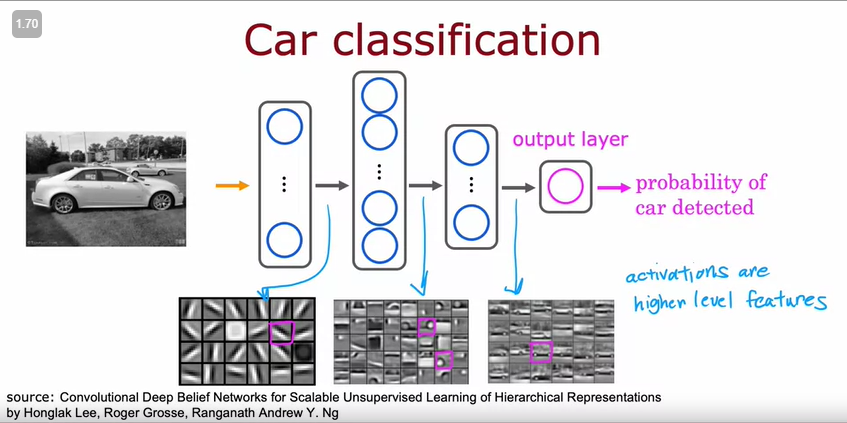 1.70
Car classification
output layer
probability of
car detected
activations are
higher level features
source: Convolutional Deep Belief Networks for Scalable Unsupervised Learning of Hierarchical Representations
by Honglak Lee, Roger Grosse, Ranganath Andrew Y. Ng